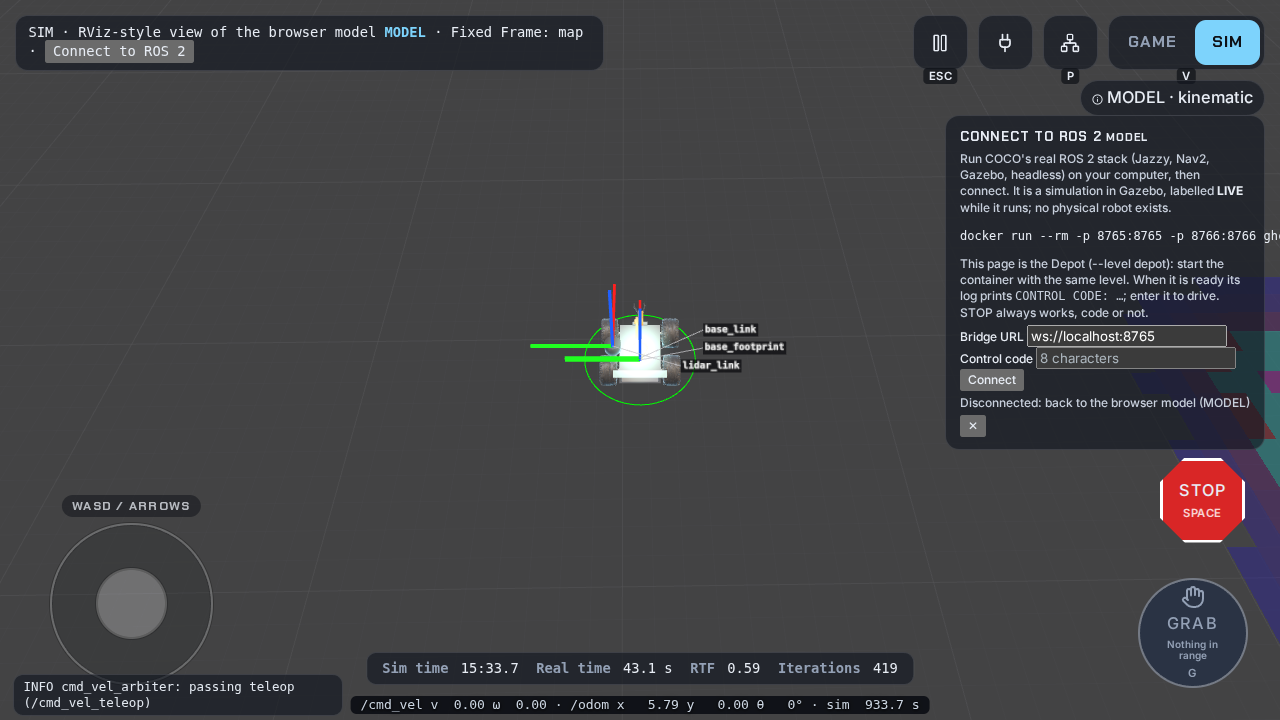 SIM · RViz-style view of the browser model MODEL · Fixed Frame: map
· Connect to ROS 2
GAME
SIM
ESC
P
V
MODEL · kinematic
CONNECT TO ROS 2 MODEL
Run COCO's real ROS 2 stack (Jazzy, Nav2,
Gazebo, headless) on your computer, then
connect. It is a simulation in Gazebo, labelled LIVE
while it runs; no physical robot exists.
docker run --rm -p 8765:8765 -p 8766:8766
This page is the Depot (--level depot): start the
container with the same level. When it is ready its
log prints CONTROL CODE: …; enter it to drive.
STOP always works, code or not.
Bridge URL ws://localhost:8765
Control code 8 characters
Connect
Disconnected: back to the browser model (MODEL)
×
base_link
base_footprint
lidar_link
STOP
SPACE
WASD / ARROWS
GRAB
Nothing in
range
G
Sim time 15:33.7 Real time 43.1 s RTF 0.59 Iterations 419
INFO cmd_vel_arbiter: passing teleop
(/cmd_vel_teleop)
/cmd_vel v 0.00 ω 0.00 · /odom x 5.79 y 0.00 θ 0° · sim 933.7 s